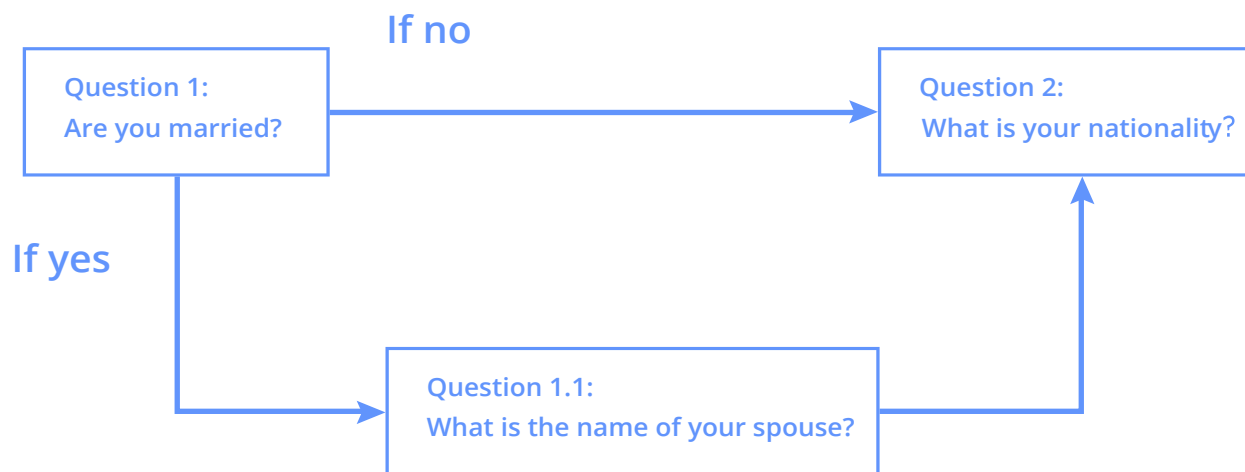 If no
Question 1:
Are you married?
Question 2:
What is your nationality?
If yes
Question 1.1:
What is the name of your spouse?